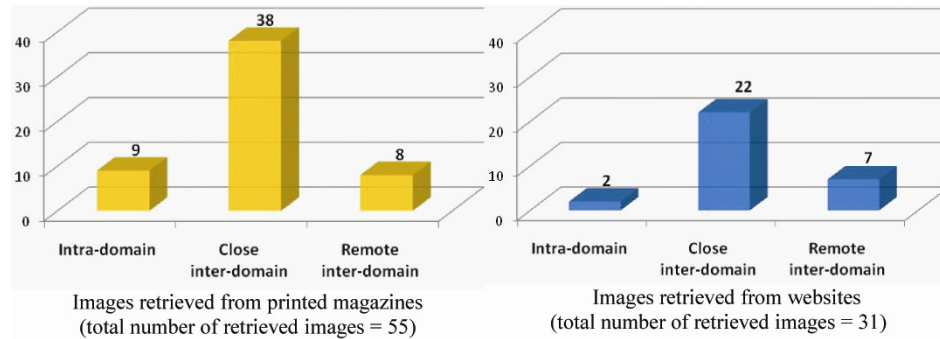 40
30
20
10
0
9
38
8
Intra-domain
Close
inter-domain
Remote
inter-domain
Images retrieved from printed magazines
(total number of retrieved images = 55)
40
30
20
10
0
2
22
7
Intra-domain
Close
inter-domain
Remote
inter-domain
Images retrieved from websites
(total number of retrieved images = 31)